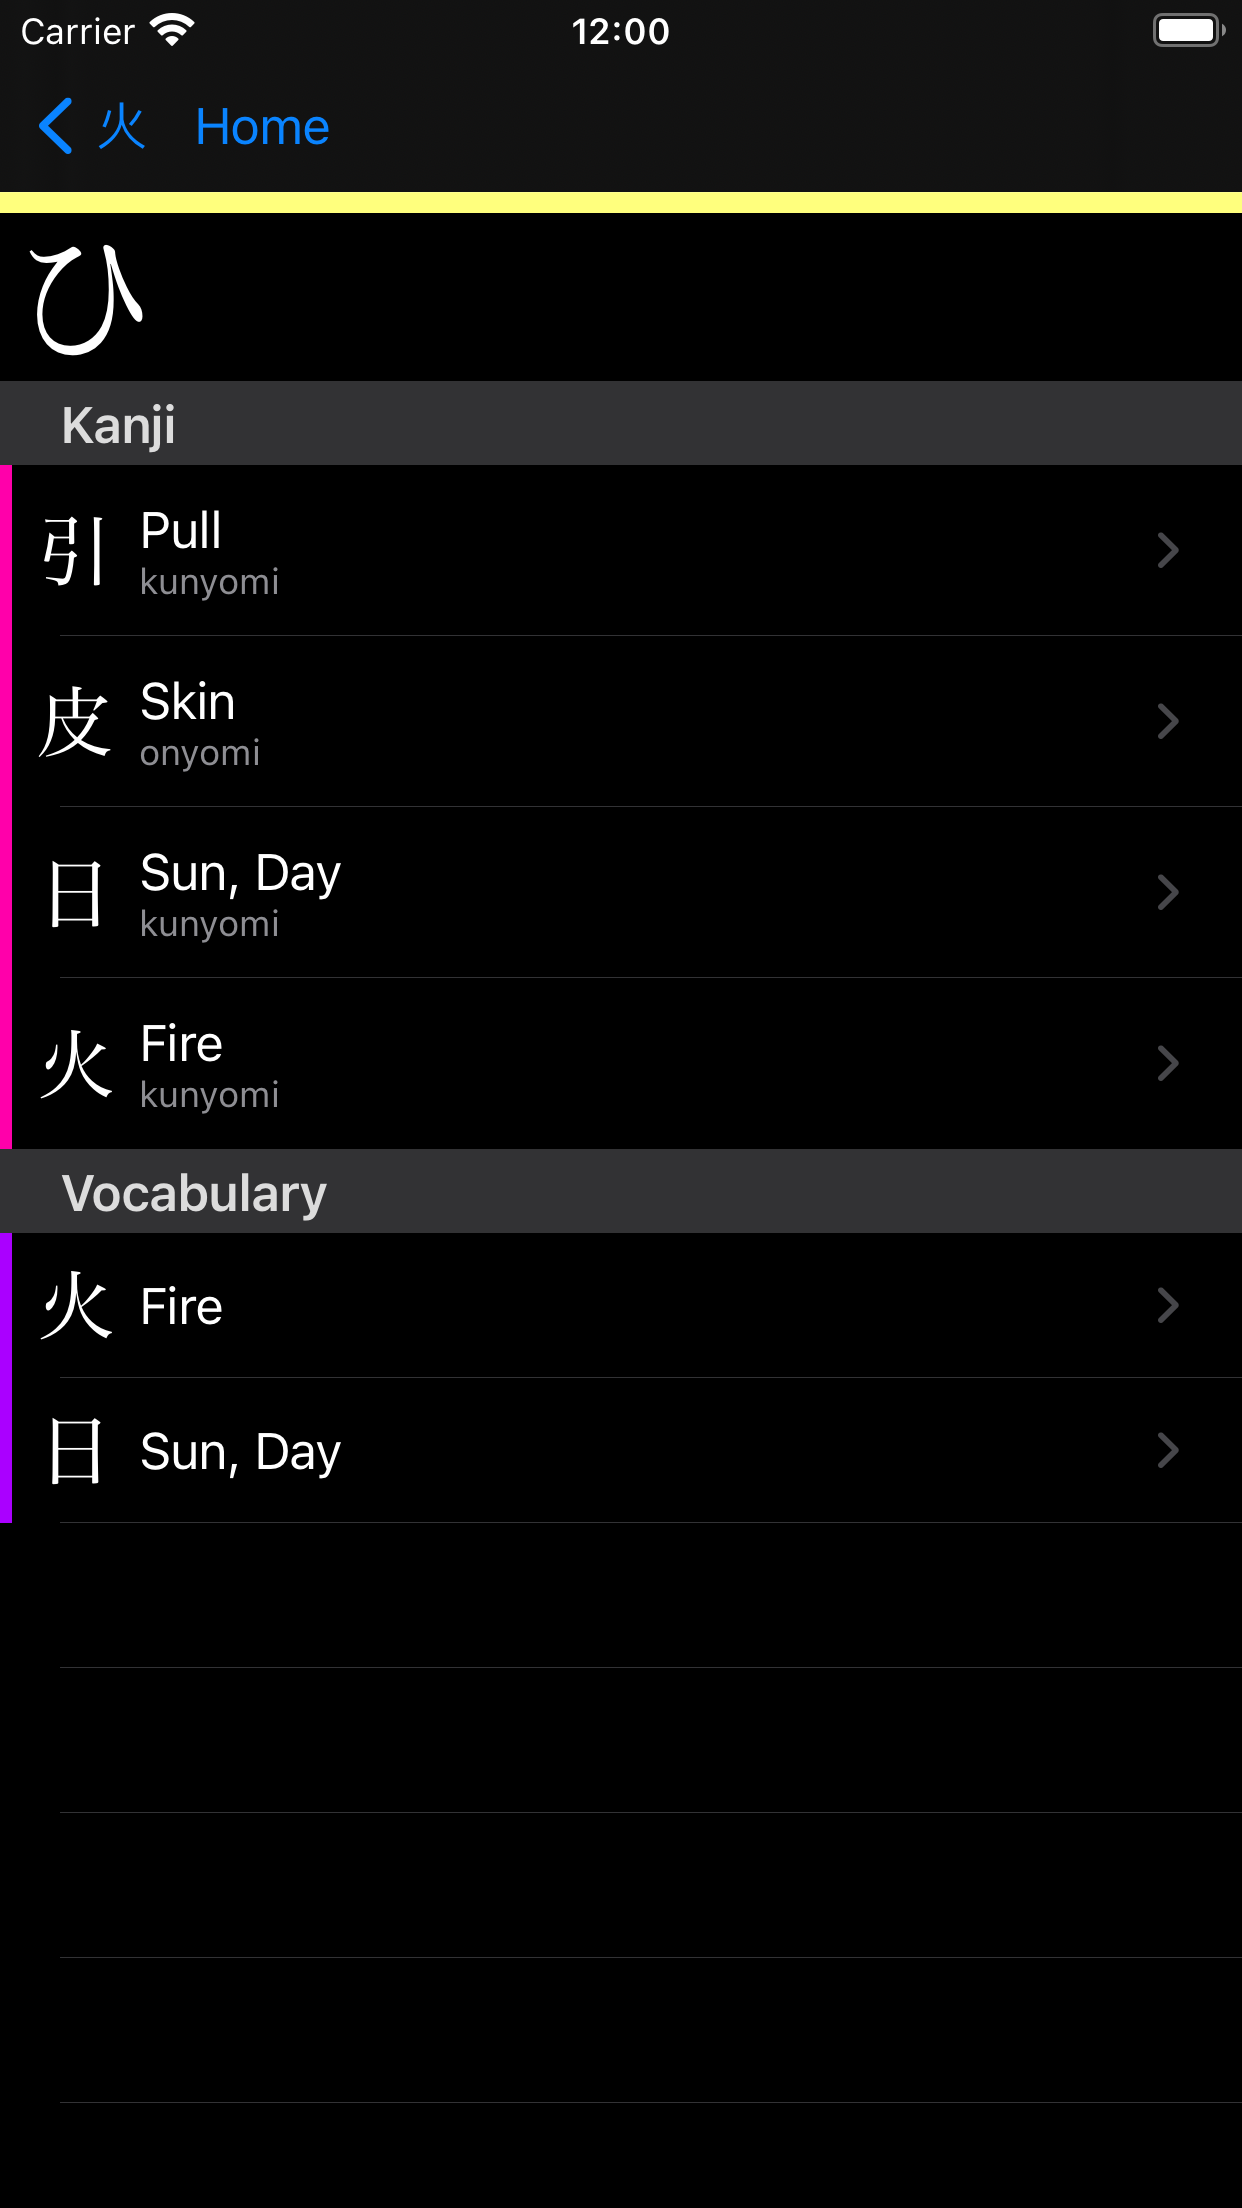 Carrier 12:00
火 Home
ひ
Kanji
引 Pull
kunyomi
皮 Skin
onyomi
日 Sun, Day
kunyomi
火 Fire
kunyomi
Vocabulary
火 Fire
日 Sun, Day